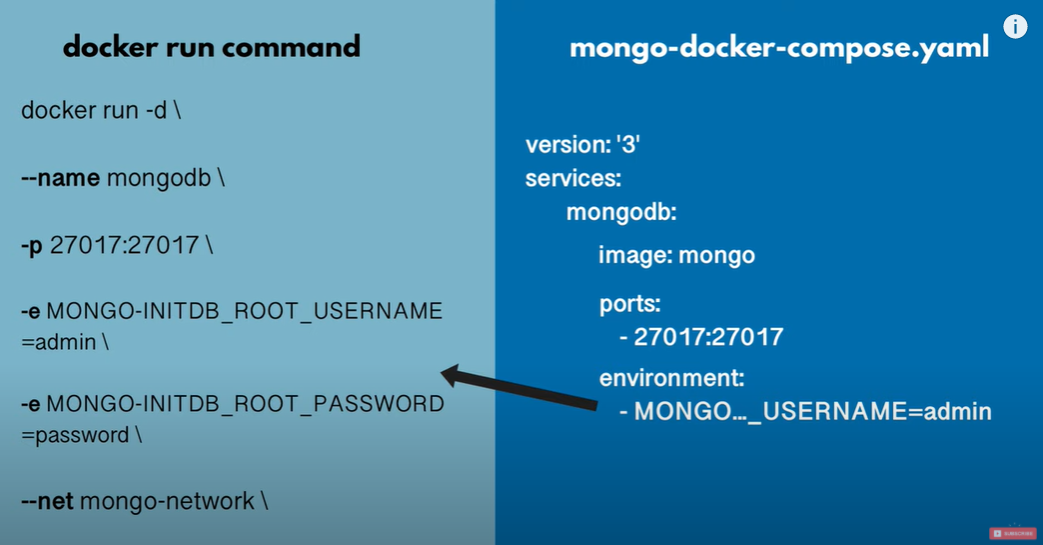 docker run command
docker run -d \
--name mongodb \
-p 27017:27017 \
-e MONGO-INITDB_ROOT_USERNAME
=admin \
-e MONGO-INITDB_ROOT_PASSWORD
=password \
--net mongo-network \
mongo-docker-compose.yaml
version: '3'
services:
mongodb:
image: mongo
ports:
- 27017:27017
environment:
- MONGO..._USERNAME=admin
i
SUBSCRIBE